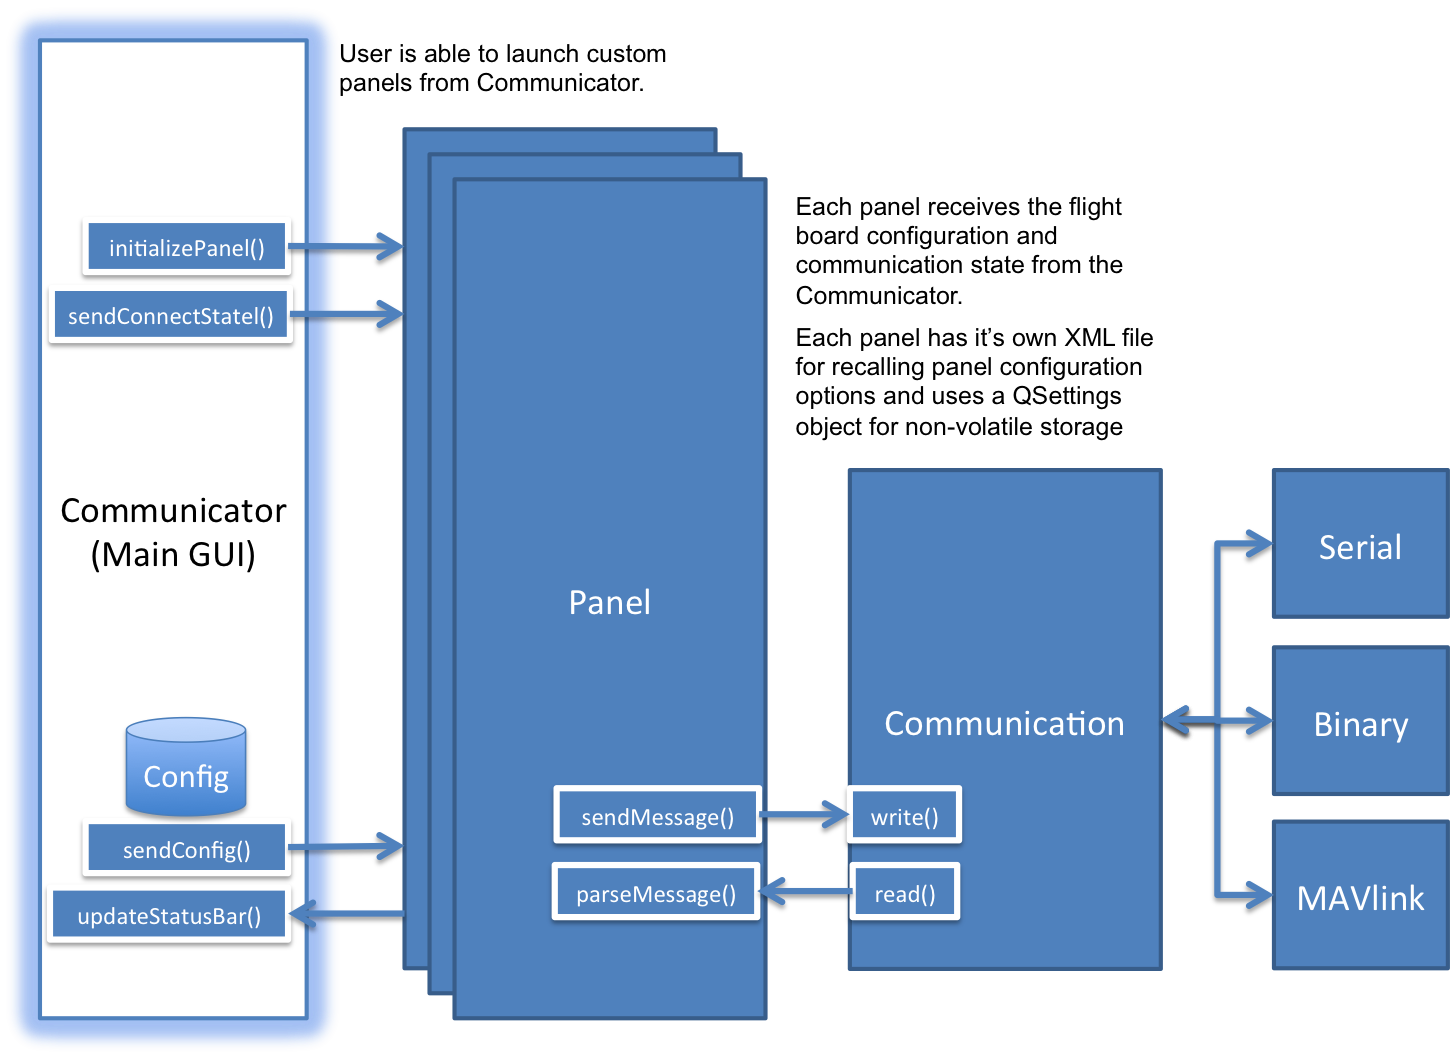 User is able to launch custom
panels from Communicator.
initializePanel()
sendConnectStatel()
Each panel receives the flight
board configuration and
communication state from the
Communicator.
Each panel has it’s own XML file
for recalling panel configuration
options and uses a QSettings
object for non-volatile storage
Communicator
(Main GUI)
Panel
Communication
Serial
Binary
MAVlink
Config
sendConfig()
updateStatusBar()
sendMessage()
write()
parseMessage()
read()